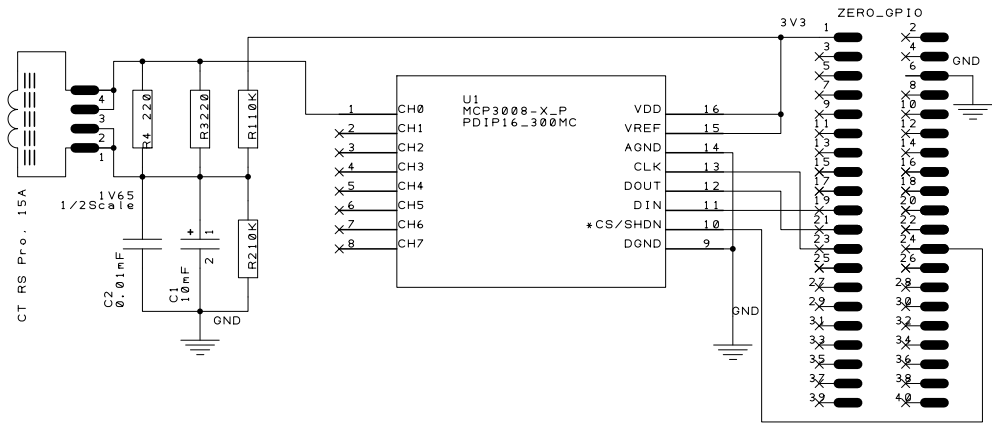 ZERO_GPIO
3V3
GND
U1
MCP3008-X_P
PDIP16_300MC
1 CH0
2 CH1
3 CH2
4 CH3
5 CH4
6 CH5
7 CH6
8 CH7
VDD 16
VREF 15
AGND 14
CLK 13
DOUT 12
DIN 11
*CS/SHDN 10
DGND 9
4
3
2
1
R4 220
R320
R110K
R210K
1V65
1/2Scale
CT RS Pro. 15A
C2
0.01mF
C1
10mF
+ 1
2
GND
GND
1 2
3 4
5 6
7 8
9 10
11 12
13 14
15 16
17 18
19 20
21 22
23 24
25 26
27 28
29 30
31 32
33 34
35 36
37 38
39 40